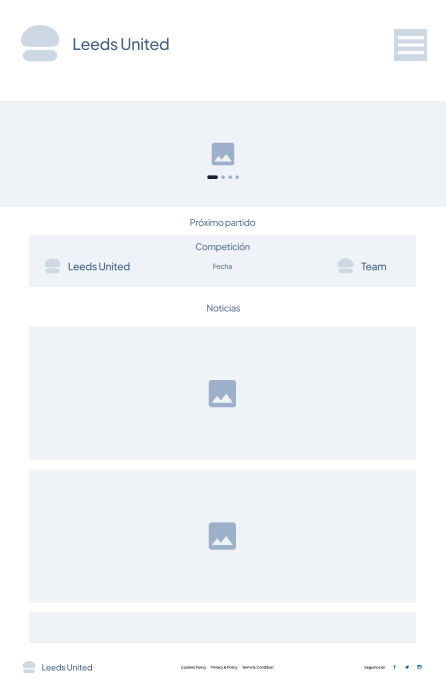 Leeds United
Próximo partido
Competición
Leeds United
Fecha
Team
Noticias
Leeds United
Cookies Policy Privacy & Policy Terms & Condition
Seguinos en